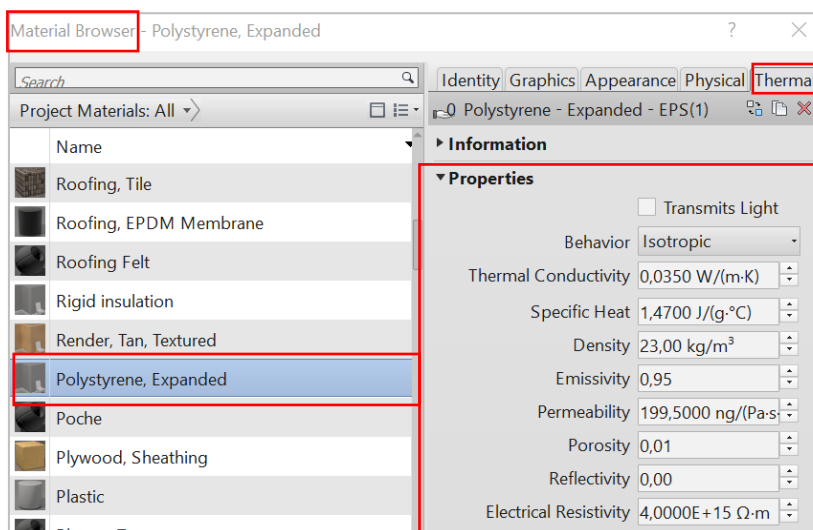 Material Browser - Polystyrene, Expanded
?
Search
Project Materials: All
Name
Roofing, Tile
Roofing, EPDM Membrane
Roofing Felt
Rigid insulation
Render, Tan, Textured
Polystyrene, Expanded
Poche
Plywood, Sheathing
Plastic
Identity Graphics Appearance Physical Therma
0 Polystyrene - Expanded - EPS(1)
Information
Properties
Transmits Light
Behavior Isotropic
Thermal Conductivity 0,0350 W/(m·K)
Specific Heat 1,4700 J/(g·°C)
Density 23,00 kg/m³
Emissivity 0,95
Permeability 199,5000 ng/(Pa·s·
Porosity 0,01
Reflectivity 0,00
Electrical Resistivity 4,0000E+15 Ω·m